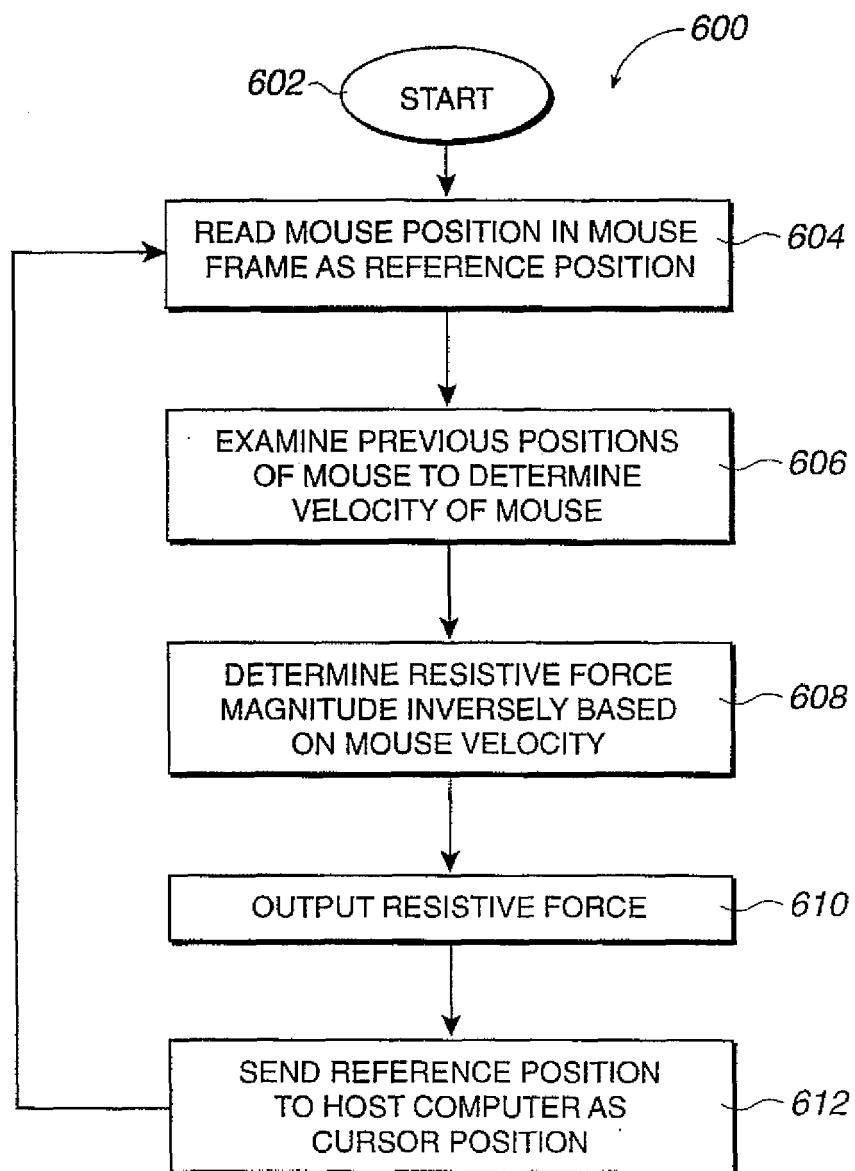 600
602
START
READ MOUSE POSITION IN MOUSE
FRAME AS REFERENCE POSITION
604
EXAMINE PREVIOUS POSITIONS
OF MOUSE TO DETERMINE
VELOCITY OF MOUSE
606
DETERMINE RESISTIVE FORCE
MAGNITUDE INVERSELY BASED
ON MOUSE VELOCITY
608
OUTPUT RESISTIVE FORCE
610
SEND REFERENCE POSITION
TO HOST COMPUTER AS
CURSOR POSITION
612